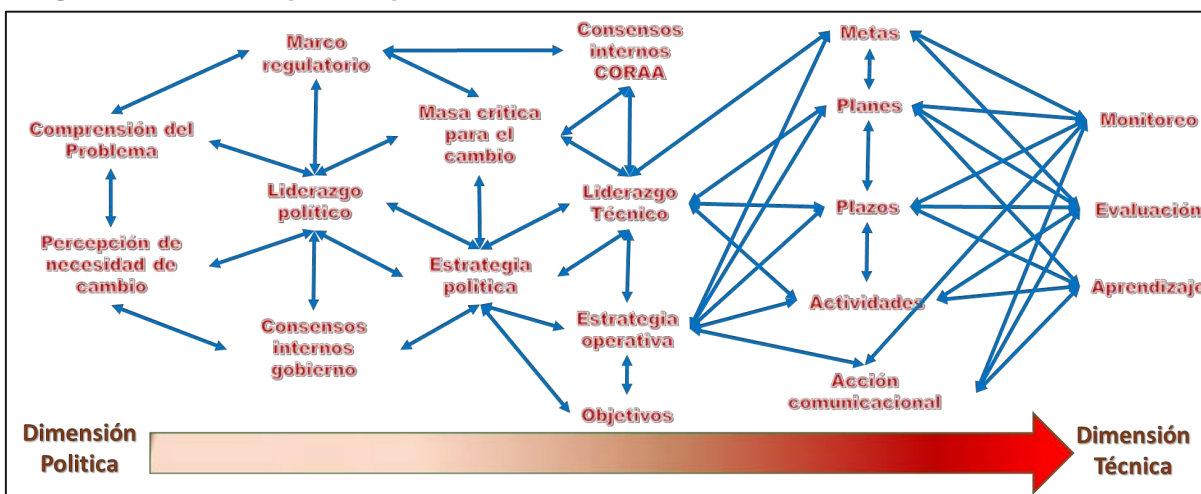 Marco
regulatorio
Consensos
internos
CORAA
Metas
Comprensión del
Problema
Masa critica
para el
cambio
Planes
Monitoreo
Liderazgo
político
Liderazgo
Técnico
Plazos
Evaluación
Percepción de
necesidad de
cambio
Estrategia
política
Actividades
Aprendizaje
Consensos
internos
gobierno
Estrategia
operativa
Acción
comunicacional
Objetivos
Dimensión
Politica
Dimensión
Técnica